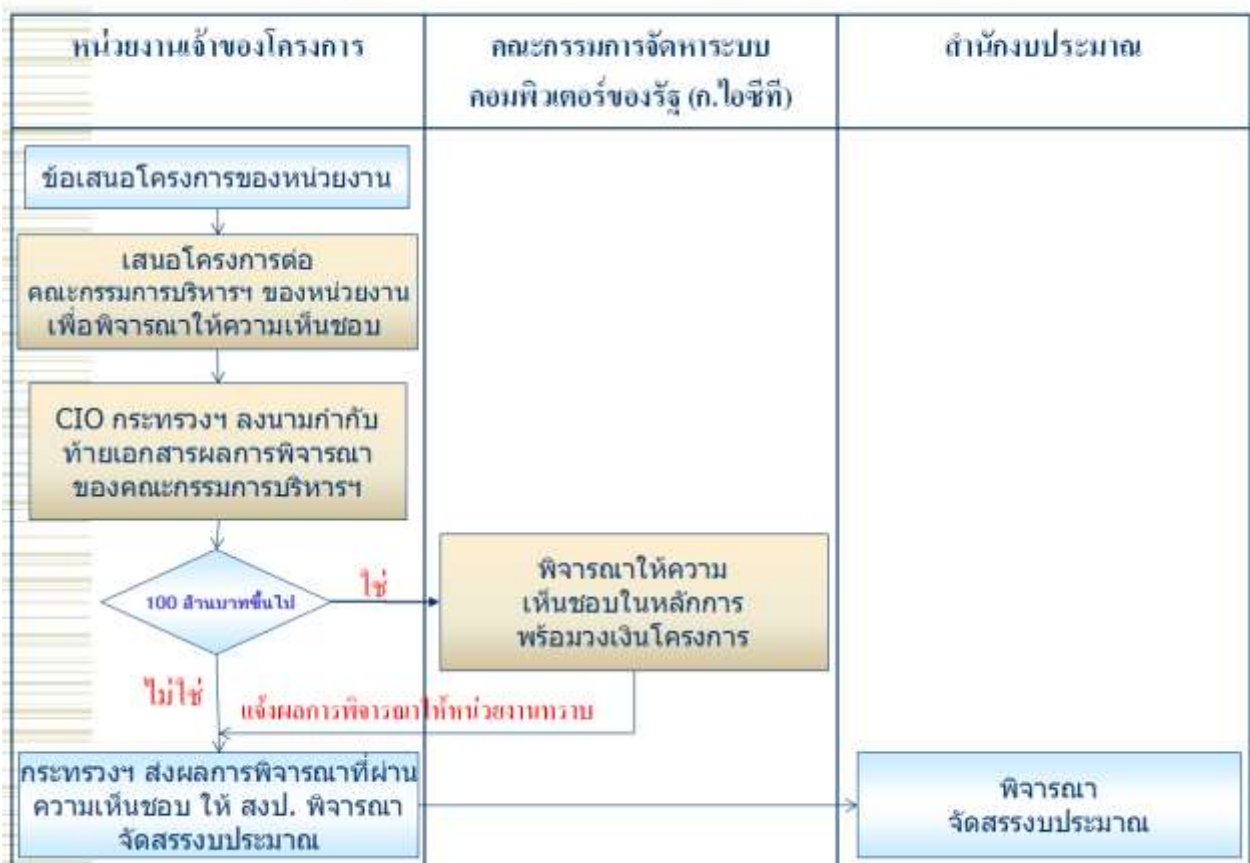 หน่วยงานเจ้าของโครงการ
คณะกรรมการจัดหาระบบ
คอมพิวเตอร์ของรัฐ (ก.ไอซีที)
สำนักงบประมาณ
ข้อเสนอโครงการของหน่วยงาน
เสนอโครงการต่อ
คณะกรรมการบริหารฯ ของหน่วยงาน
เพื่อพิจารณาให้ความเห็นชอบ
CIO กระทรวงฯ ลงนามกำกับ
ท้ายเอกสารผลการพิจารณา
ของคณะกรรมการบริหารฯ
100 ล้านบาทขึ้นไป
ใช่
พิจารณาให้ความ
เห็นชอบในหลักการ
พร้อมวงเงินโครงการ
ไม่ใช่
แจ้งผลการพิจารณาให้หน่วยงานทราบ
กระทรวงฯ ส่งผลการพิจารณาที่ผ่าน
ความเห็นชอบ ให้ สงป. พิจารณา
จัดสรรงบประมาณ
พิจารณา
จัดสรรงบประมาณ